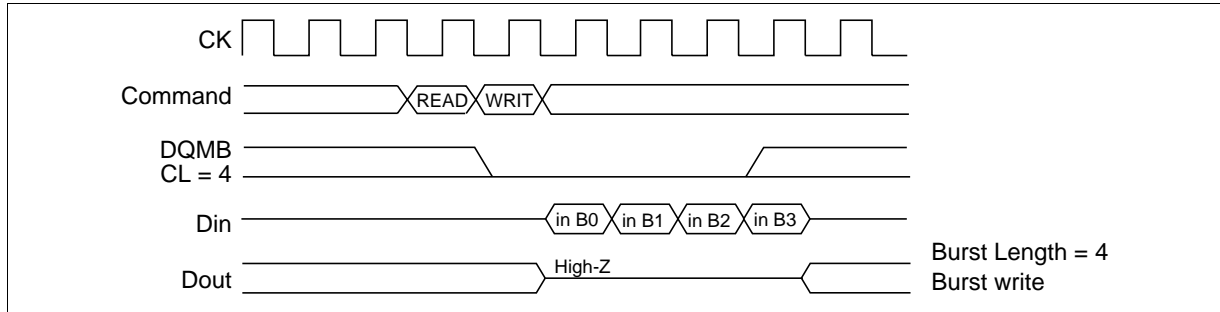 CK
Command
READ WRIT
DQMB
CL = 4
Din
in B0 in B1 in B2 in B3
Dout
High-Z
Burst Length = 4
Burst write